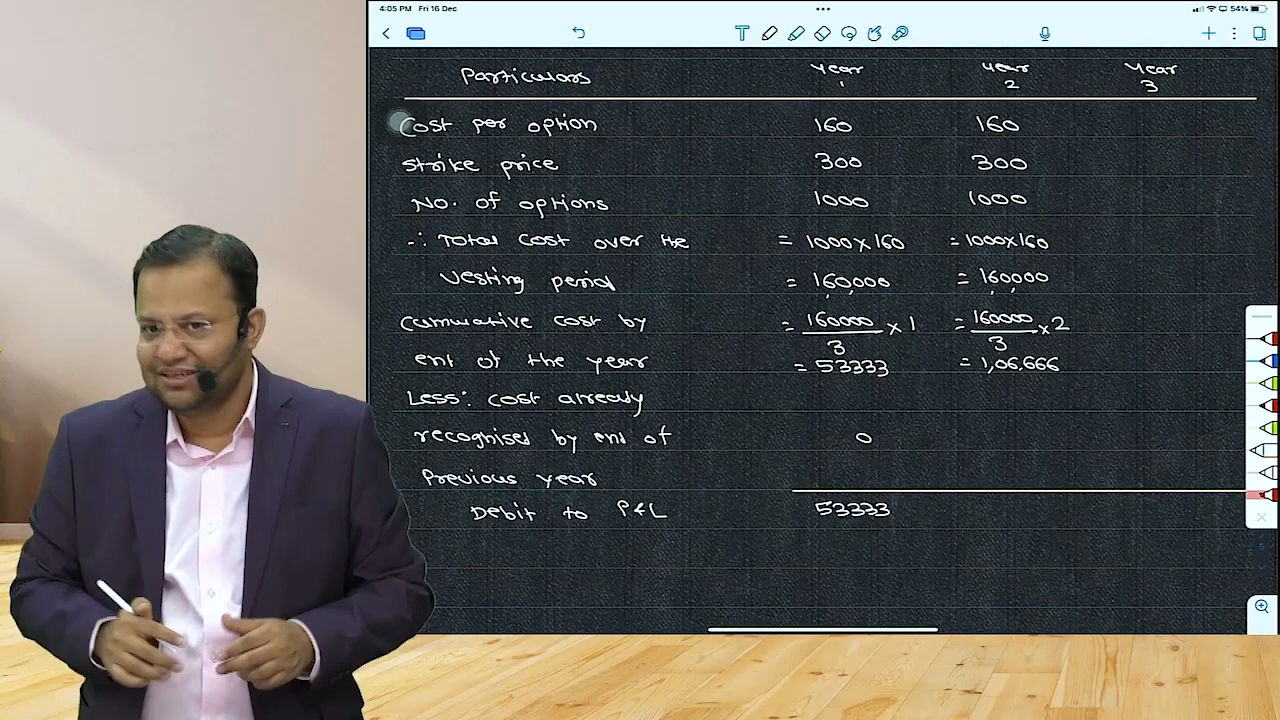 4:05 PM Fri 16 Dec 54%
Particulars Year 1 Year 2 Year 3
Cost per option 160 160
Strike price 300 300
No. of options 1000 1000
∴ Total cost over the = 1000×160 = 1000×160
vesting period = 160,000 = 160,000
Cumulative cost by = 160000/3 × 1 = 160000/3 × 2
end of the year = 53333 = 1,06,666
Less: Cost already
recognised by end of 0
Previous year
Debit to P&L 53333